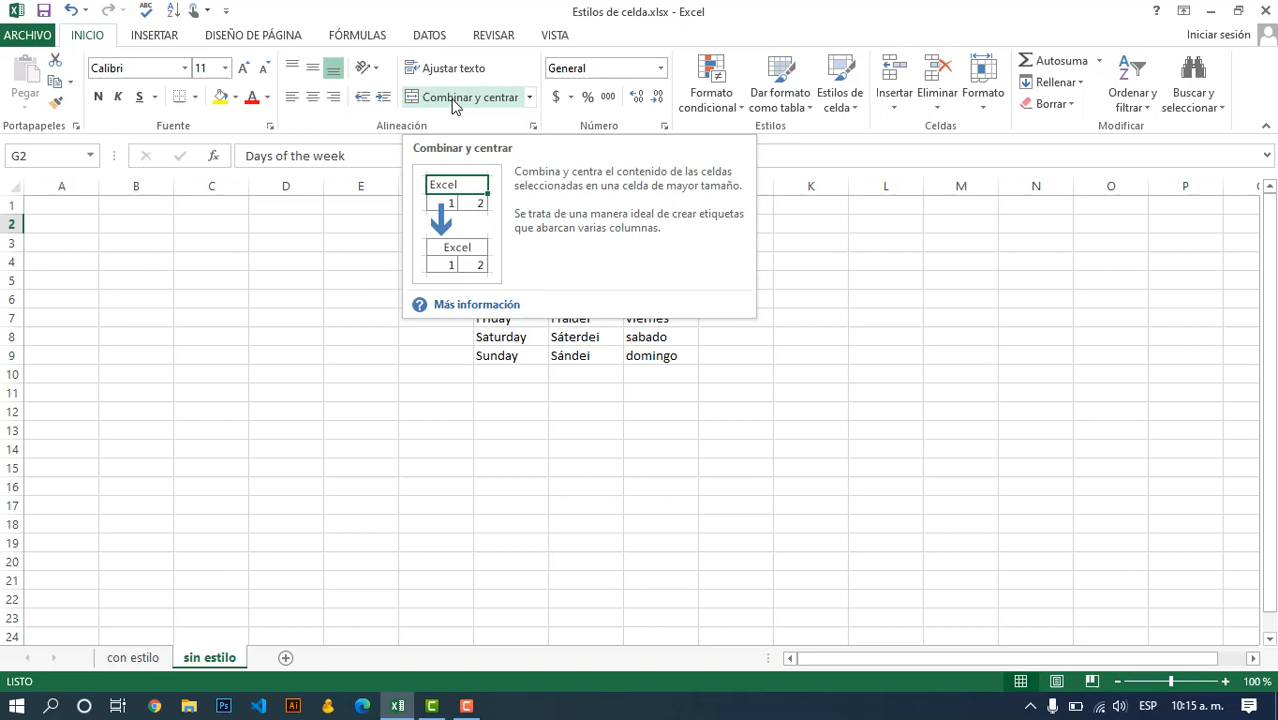 Estilos de celda.xlsx - Excel
?
ARCHIVO INICIO INSERTAR DISEÑO DE PÁGINA FÓRMULAS DATOS REVISAR VISTA Iniciar sesión
Pegar
Calibri 11
N K S A
Ajustar texto
Combinar y centrar
General
$ % 000
Formato condicional
Dar formato como tabla
Estilos de celda
Insertar Eliminar Formato
Autosuma
Rellenar
Borrar
Ordenar y filtrar
Buscar y seleccionar
Portapapeles Fuente Alineación Número Estilos Celdas Modificar
G2 fx Days of the week
Combinar y centrar
Excel
1 2
Excel
1 2
Combina y centra el contenido de las celdas
seleccionadas en una celda de mayor tamaño.
Se trata de una manera ideal de crear etiquetas
que abarcan varias columnas.
? Más información
A B C D E K L M N O P
1
2
3
4
5
6
7
8 Saturday Sáterdei sabado
9 Sunday Sándei domingo
10
11
12
13
14
15
16
17
18
19
20
21
22
23
24
con estilo sin estilo
LISTO 100 %
Ps Ai ESP 10:15 a. m.